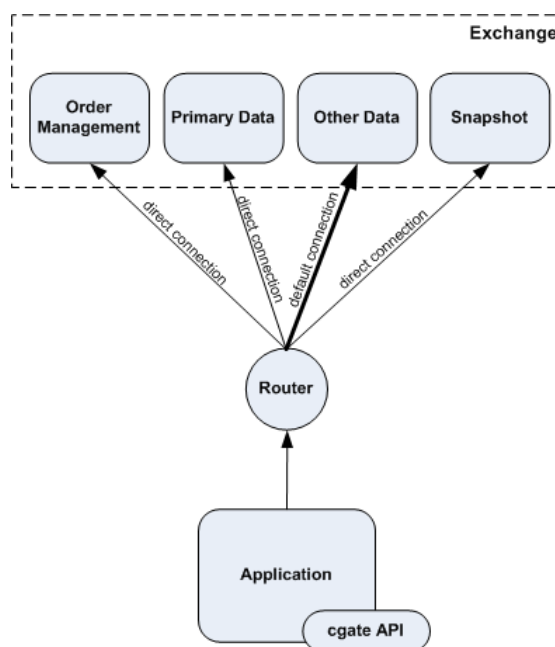 Exchange
Order
Management
Primary Data
Other Data
Snapshot
direct connection
direct connection
default connection
direct connection
Router
Application
cgate API